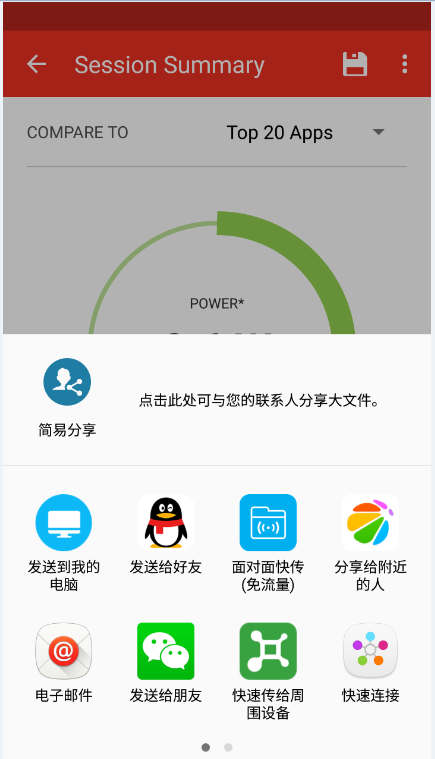 Session Summary
COMPARE TO Top 20 Apps
POWER*
点击此处可与您的联系人分享大文件。
简易分享
发送到我的
电脑
发送给好友
面对面快传
(免流量)
分享给附近
的人
电子邮件
发送给朋友
快速传给周
围设备
快速连接